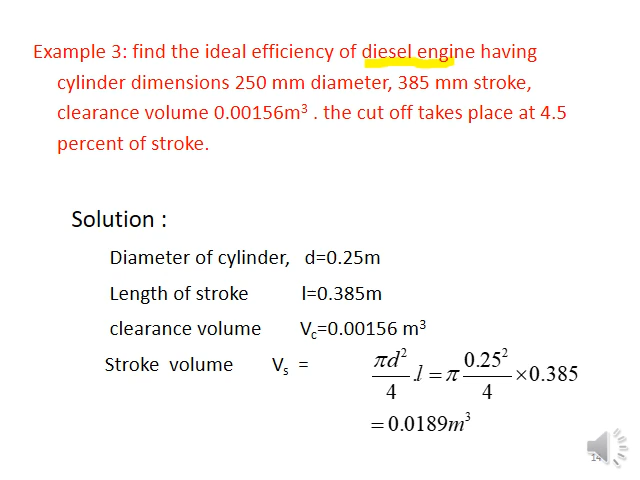 Example 3: find the ideal efficiency of diesel engine having
cylinder dimensions 250 mm diameter, 385 mm stroke,
clearance volume 0.00156m³ . the cut off takes place at 4.5
percent of stroke.
Solution :
Diameter of cylinder, d=0.25m
Length of stroke l=0.385m
clearance volume V꜀=0.00156 m³
Stroke volume Vₛ = πd²/4 .l = π 0.25²/4 ×0.385
= 0.0189m³
14